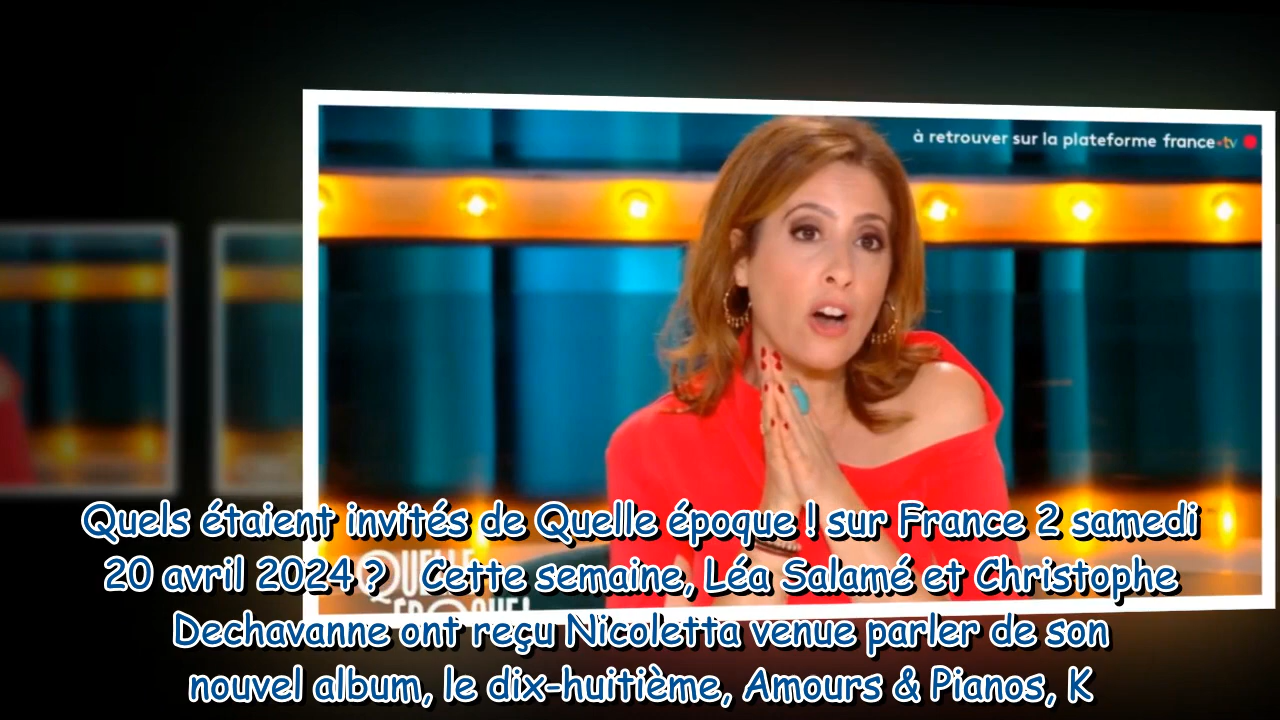 à retrouver sur la plateforme france•tv
QUELLE
ÉPOQUE!
Quels étaient invités de Quelle époque ! sur France 2 samedi
20 avril 2024 ? Cette semaine, Léa Salamé et Christophe
Dechavanne ont reçu Nicoletta venue parler de son
nouvel album, le dix-huitième, Amours & Pianos, K